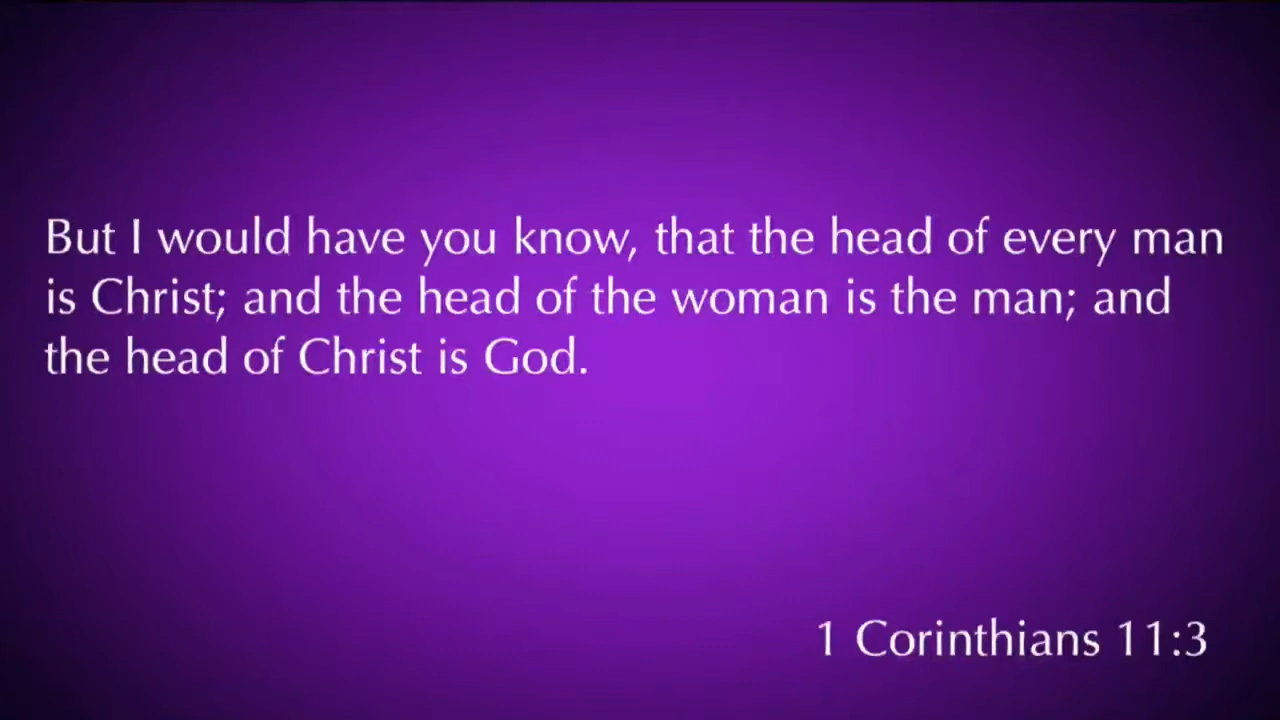 But I would have you know, that the head of every man
is Christ; and the head of the woman is the man; and
the head of Christ is God.
1 Corinthians 11:3